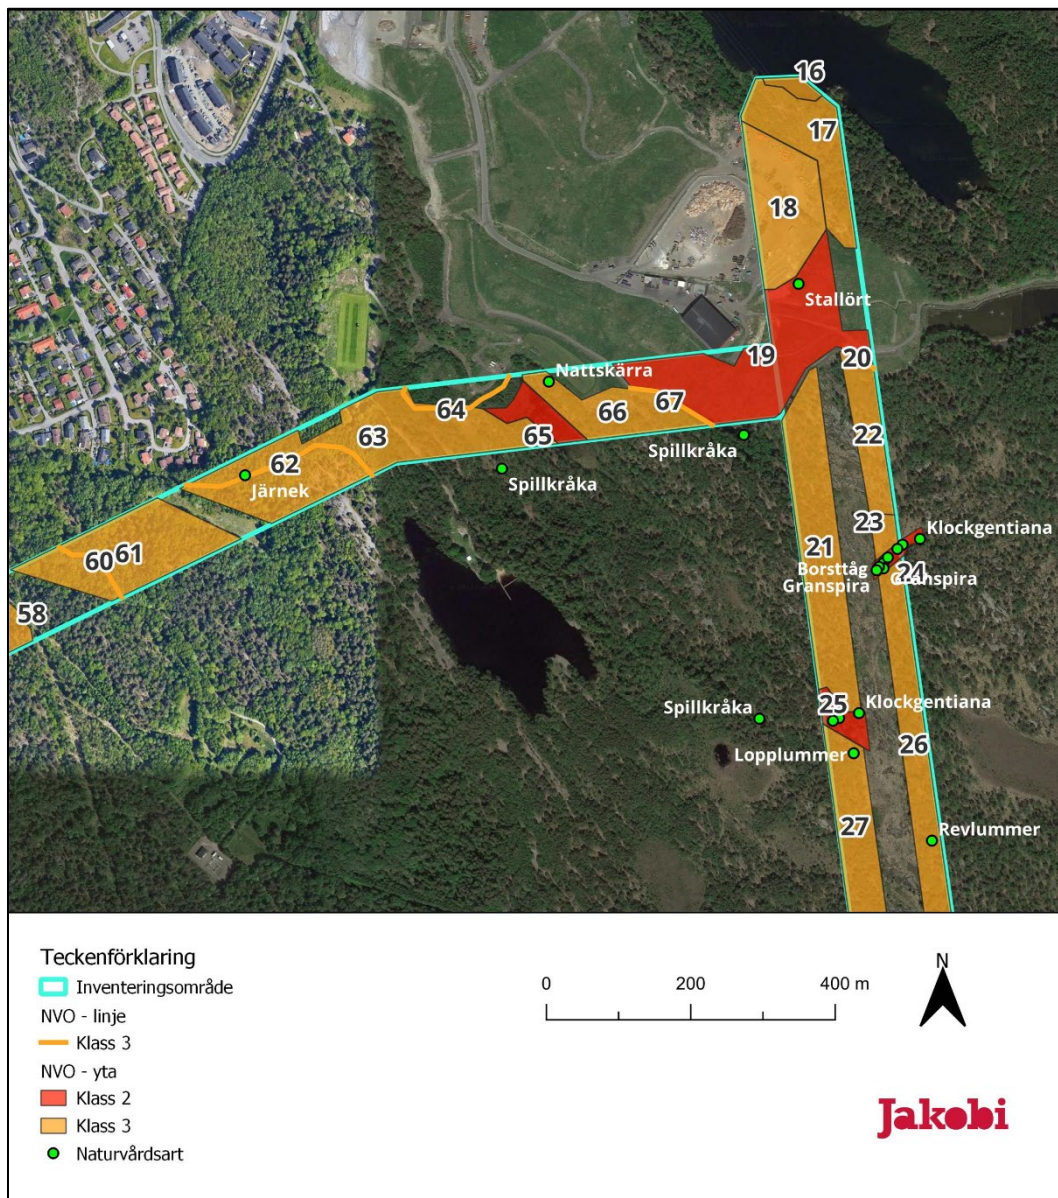 16
17
18
Stallört
19
20
Nattskärra
64
67
66
22
63
65
Spillkråka
62
Järnek
Spillkråka
23
Klockgentiana
21
60
61
Borsttåg
24
Granspira
Granspira
58
Spillkråka
25
Klockgentiana
26
Lopplummer
27
Revlummer
Teckenförklaring
Inventeringsområde
NVO - linje
Klass 3
NVO - yta
Klass 2
Klass 3
Naturvårdsart
0
200
400 m
N
Jakobi